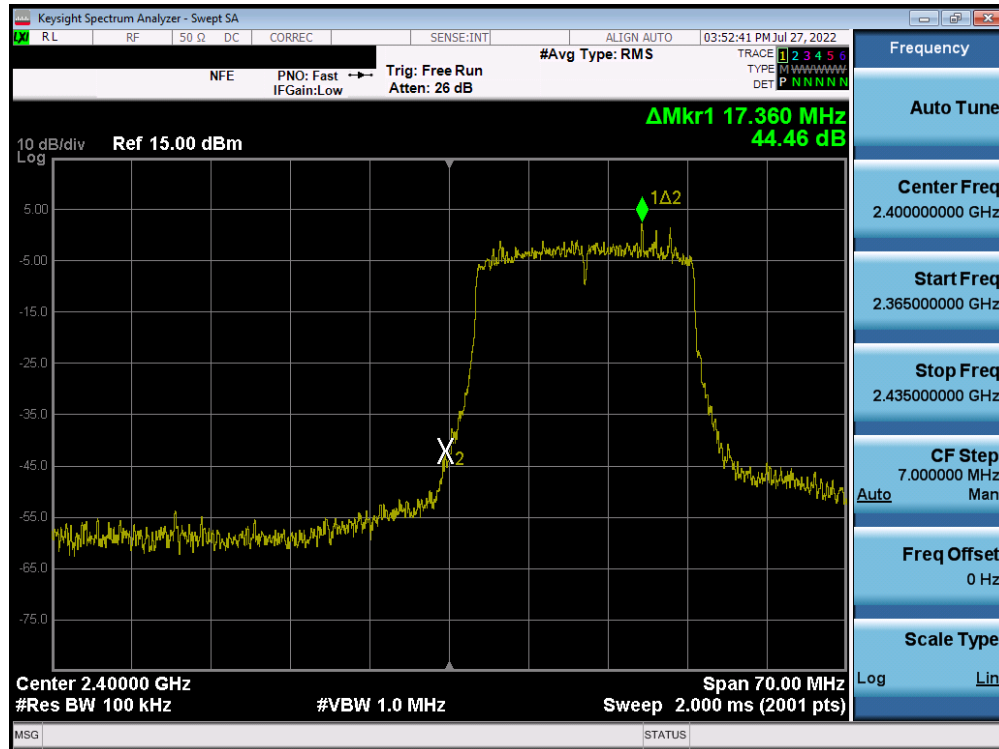 Keysight Spectrum Analyzer - Swept SA
LXI RL RF 50 Ω DC CORREC SENSE:INT ALIGN AUTO 03:52:41 PM Jul 27, 2022
NFE PNO: Fast Trig: Free Run #Avg Type: RMS TRACE 1 2 3 4 5 6
IFGain:Low Atten: 26 dB TYPE M WWWWW
DET P N N N N N
ΔMkr1 17.360 MHz
44.46 dB
10 dB/div Ref 15.00 dBm
Log
1Δ2
5.00
-5.00
-15.0
-25.0
-35.0
X2
-45.0
-55.0
-65.0
-75.0
Center 2.40000 GHz Span 70.00 MHz
#Res BW 100 kHz #VBW 1.0 MHz Sweep 2.000 ms (2001 pts)
MSG STATUS
Frequency
Auto Tune
Center Freq
2.400000000 GHz
Start Freq
2.365000000 GHz
Stop Freq
2.435000000 GHz
CF Step
7.000000 MHz
Auto Man
Freq Offset
0 Hz
Scale Type
Log Lin